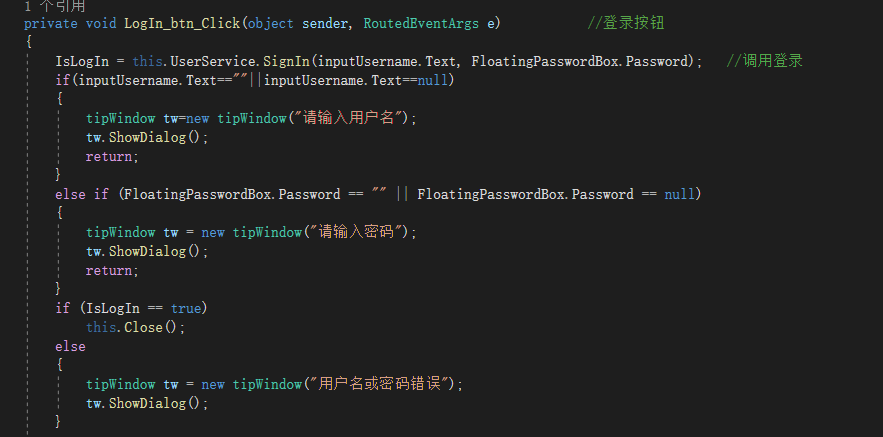 1 个引用
private void LogIn_btn_Click(object sender, RoutedEventArgs e)          //登录按钮
{
    IsLogIn = this.UserService.SignIn(inputUsername.Text, FloatingPasswordBox.Password);   //调用登录
    if(inputUsername.Text==""||inputUsername.Text==null)
    {
        tipWindow tw=new tipWindow("请输入用户名");
        tw.ShowDialog();
        return;
    }
    else if (FloatingPasswordBox.Password == "" || FloatingPasswordBox.Password == null)
    {
        tipWindow tw = new tipWindow("请输入密码");
        tw.ShowDialog();
        return;
    }
    if (IsLogIn == true)
        this.Close();
    else
    {
        tipWindow tw = new tipWindow("用户名或密码错误");
        tw.ShowDialog();
    }